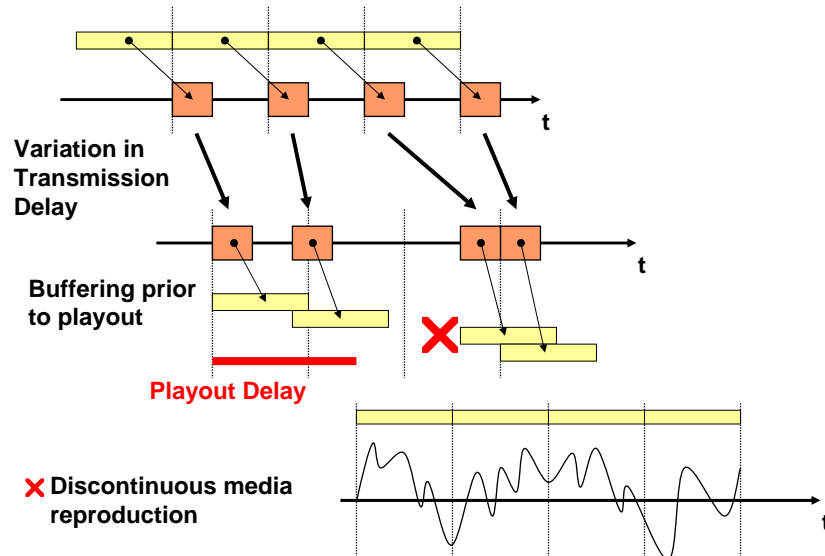 t
Variation in
Transmission
Delay
t
Buffering prior
to playout
Playout Delay
Discontinuous media
reproduction
t